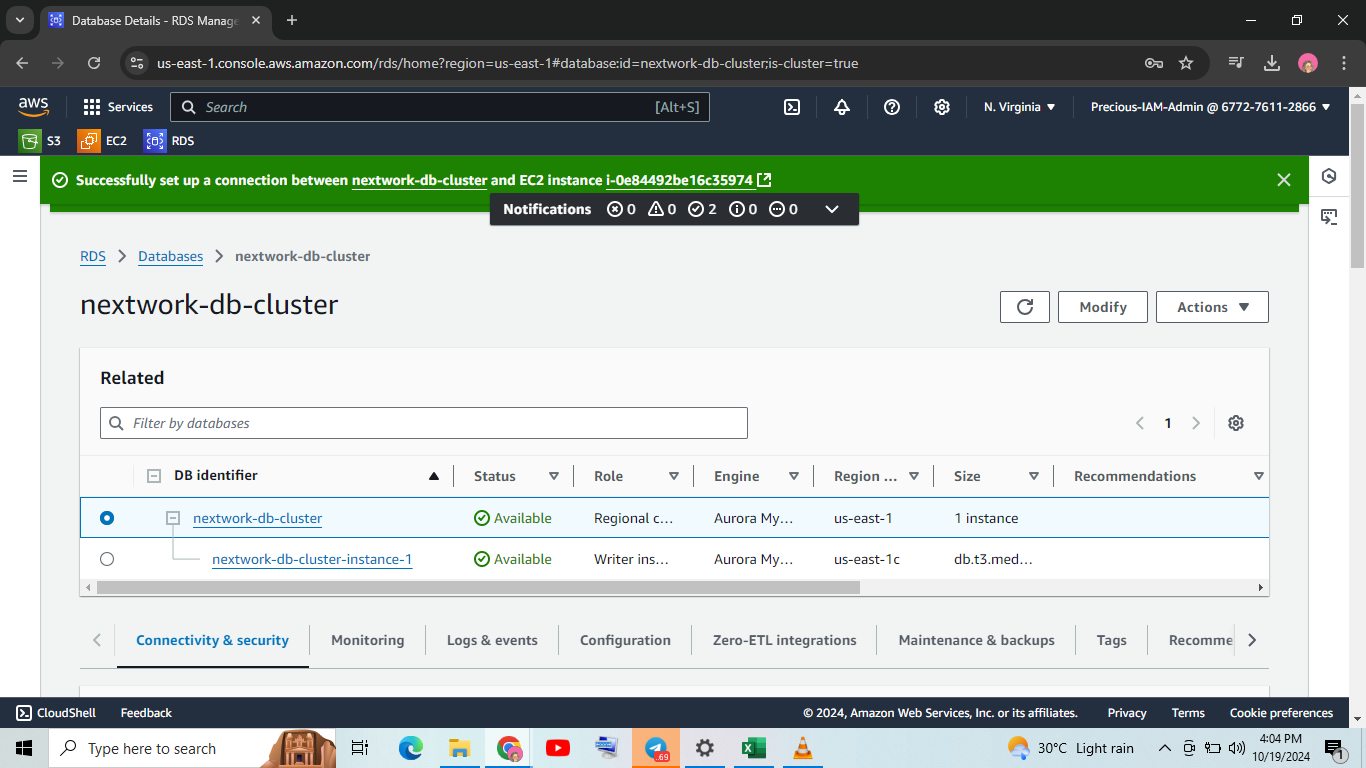 Database Details - RDS Manag
us-east-1.console.aws.amazon.com/rds/home?region=us-east-1#database:id=nextwork-db-cluster;is-cluster=true
aws Services Search [Alt+S] N. Virginia Precious-IAM-Admin @ 6772-7611-2866
S3 EC2 RDS
Successfully set up a connection between nextwork-db-cluster and EC2 instance i-0e84492be16c35974
Notifications 0 0 2 0 0
RDS Databases nextwork-db-cluster
nextwork-db-cluster
Modify Actions
Related
Filter by databases
1
DB identifier Status Role Engine Region ... Size Recommendations
nextwork-db-cluster Available Regional c... Aurora My... us-east-1 1 instance
nextwork-db-cluster-instance-1 Available Writer ins... Aurora My... us-east-1c db.t3.med...
Connectivity & security Monitoring Logs & events Configuration Zero-ETL integrations Maintenance & backups Tags Recomme
CloudShell Feedback © 2024, Amazon Web Services, Inc. or its affiliates. Privacy Terms Cookie preferences
Type here to search .69 30°C Light rain 4:04 PM
10/19/2024 1